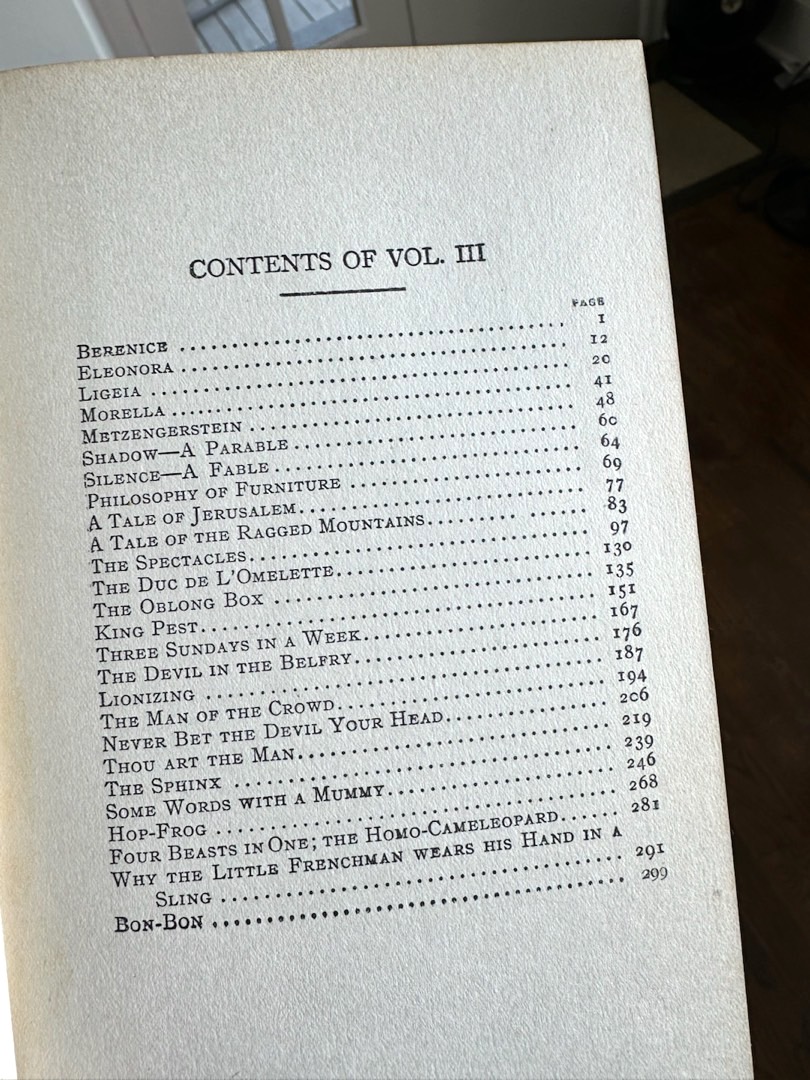 CONTENTS OF VOL. III
PAGE
BERENICE ........ 1
ELEONORA ........ 12
LIGEIA ........ 20
MORELLA ........ 41
METZENGERSTEIN ........ 48
SHADOW—A PARABLE ........ 60
SILENCE—A FABLE ........ 64
PHILOSOPHY OF FURNITURE ........ 69
A TALE OF JERUSALEM ........ 77
A TALE OF THE RAGGED MOUNTAINS ........ 83
THE SPECTACLES ........ 97
THE DUC DE L'OMELETTE ........ 130
THE OBLONG BOX ........ 135
KING PEST ........ 151
THREE SUNDAYS IN A WEEK ........ 167
THE DEVIL IN THE BELFRY ........ 176
LIONIZING ........ 187
THE MAN OF THE CROWD ........ 194
NEVER BET THE DEVIL YOUR HEAD ........ 206
THOU ART THE MAN ........ 219
THE SPHINX ........ 239
SOME WORDS WITH A MUMMY ........ 246
HOP-FROG ........ 268
FOUR BEASTS IN ONE; THE HOMO-CAMELEOPARD ...... 281
WHY THE LITTLE FRENCHMAN WEARS HIS HAND IN A
SLING ........ 291
BON-BON ........ 299